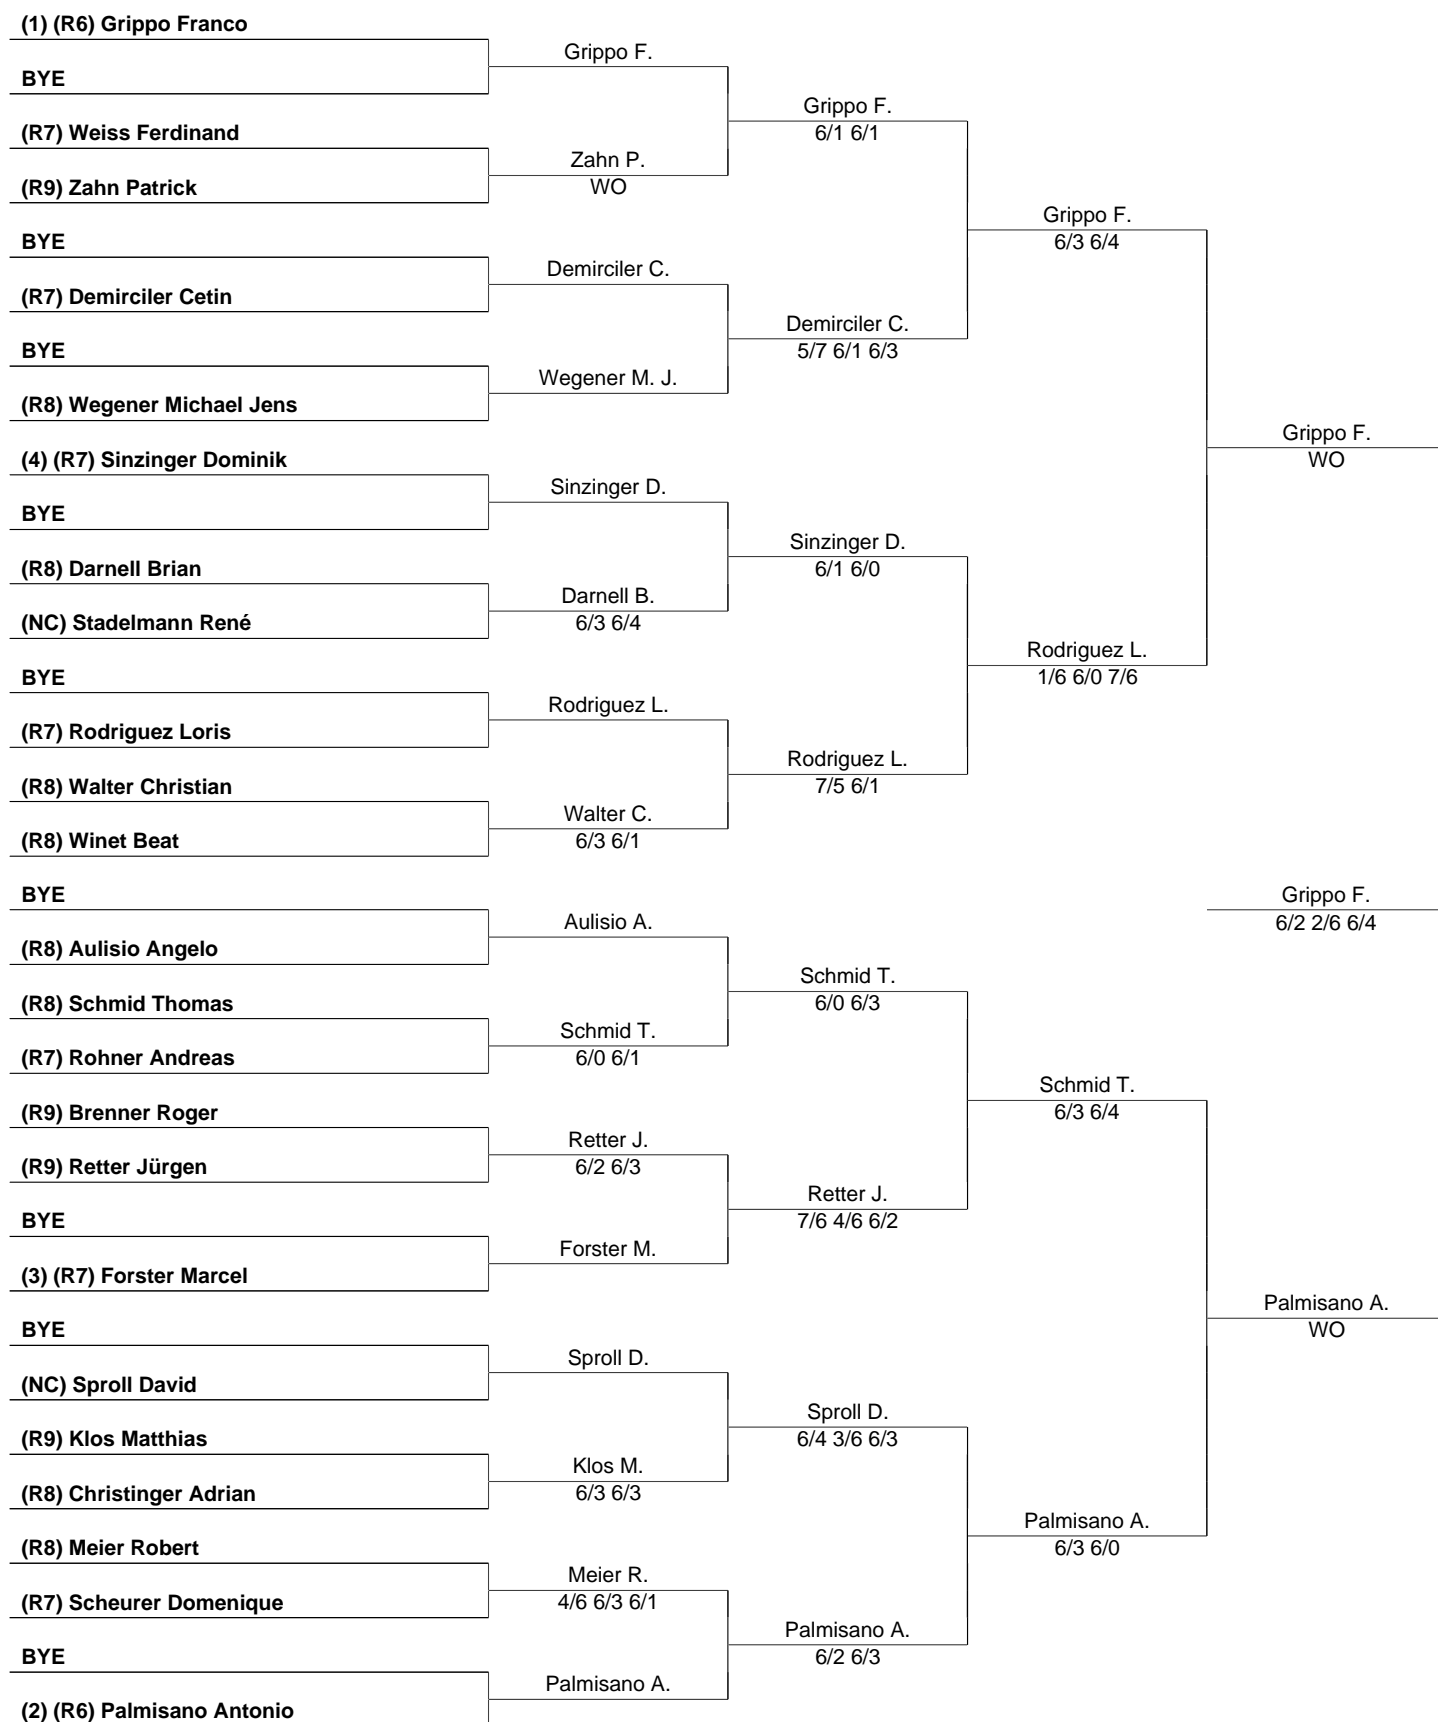 (1) (R6) Grippo Franco
BYE
(R7) Weiss Ferdinand
(R9) Zahn Patrick
BYE
(R7) Demirciler Cetin
BYE
(R8) Wegener Michael Jens
(4) (R7) Sinzinger Dominik
BYE
(R8) Darnell Brian
(NC) Stadelmann René
BYE
(R7) Rodriguez Loris
(R8) Walter Christian
(R8) Winet Beat
BYE
(R8) Aulisio Angelo
(R8) Schmid Thomas
(R7) Rohner Andreas
(R9) Brenner Roger
(R9) Retter Jürgen
BYE
(3) (R7) Forster Marcel
BYE
(NC) Sproll David
(R9) Klos Matthias
(R8) Christinger Adrian
(R8) Meier Robert
(R7) Scheurer Domenique
BYE
(2) (R6) Palmisano Antonio
Grippo F.
Zahn P.
WO
Demirciler C.
Wegener M. J.
Sinzinger D.
Darnell B.
6/3 6/4
Rodriguez L.
Walter C.
6/3 6/1
Aulisio A.
Schmid T.
6/0 6/1
Retter J.
6/2 6/3
Forster M.
Sproll D.
Klos M.
6/3 6/3
Meier R.
4/6 6/3 6/1
Palmisano A.
Grippo F.
6/1 6/1
Demirciler C.
5/7 6/1 6/3
Sinzinger D.
6/1 6/0
Rodriguez L.
7/5 6/1
Schmid T.
6/0 6/3
Retter J.
7/6 4/6 6/2
Sproll D.
6/4 3/6 6/3
Palmisano A.
6/2 6/3
Grippo F.
6/3 6/4
Rodriguez L.
1/6 6/0 7/6
Schmid T.
6/3 6/4
Palmisano A.
6/3 6/0
Grippo F.
WO
Palmisano A.
WO
Grippo F.
6/2 2/6 6/4